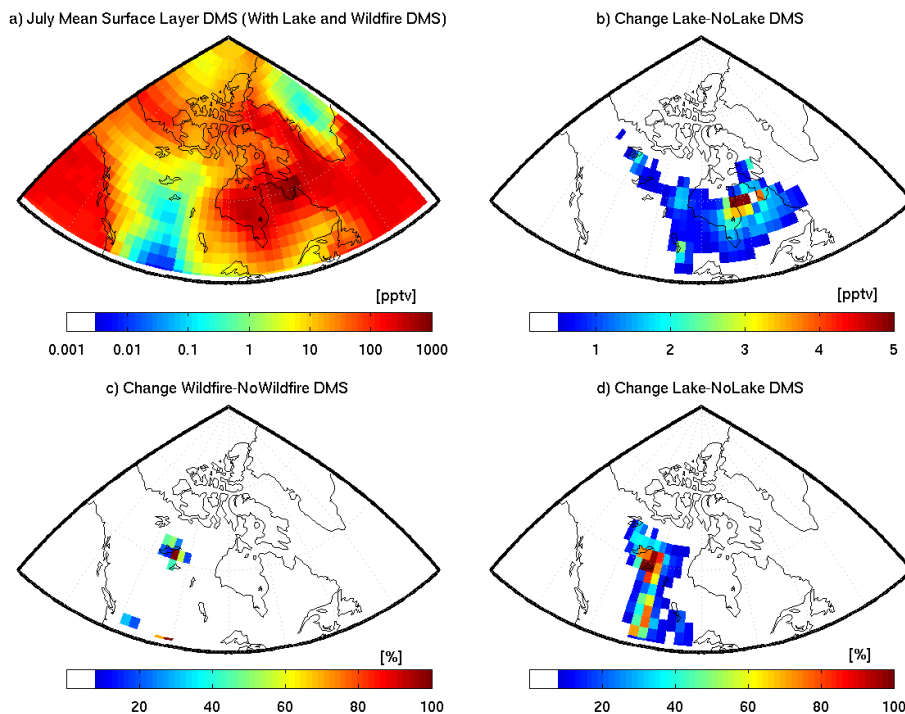 a) July Mean Surface Layer DMS (With Lake and Wildfire DMS)
b) Change Lake-NoLake DMS
[pptv]
0.001 0.01 0.1 1 10 100 1000
[pptv]
1 2 3 4 5
c) Change Wildfire-NoWildfire DMS
d) Change Lake-NoLake DMS
[%]
20 40 60 80 100
[%]
20 40 60 80 100